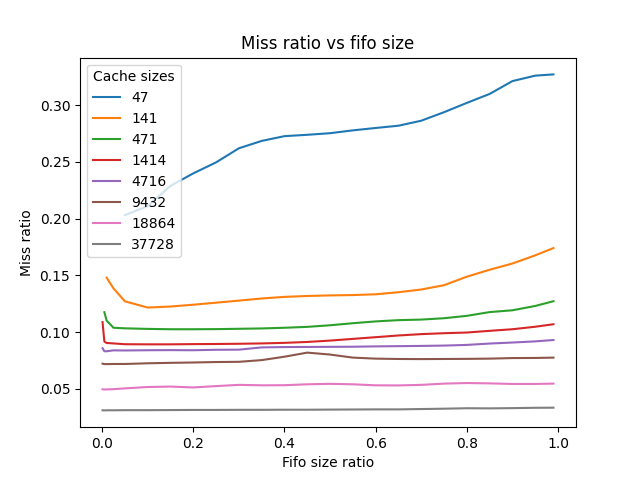 Miss ratio vs fifo size
Cache sizes
47
141
471
1414
4716
9432
18864
37728
Miss ratio
0.30
0.25
0.20
0.15
0.10
0.05
0.0 0.2 0.4 0.6 0.8 1.0
Fifo size ratio